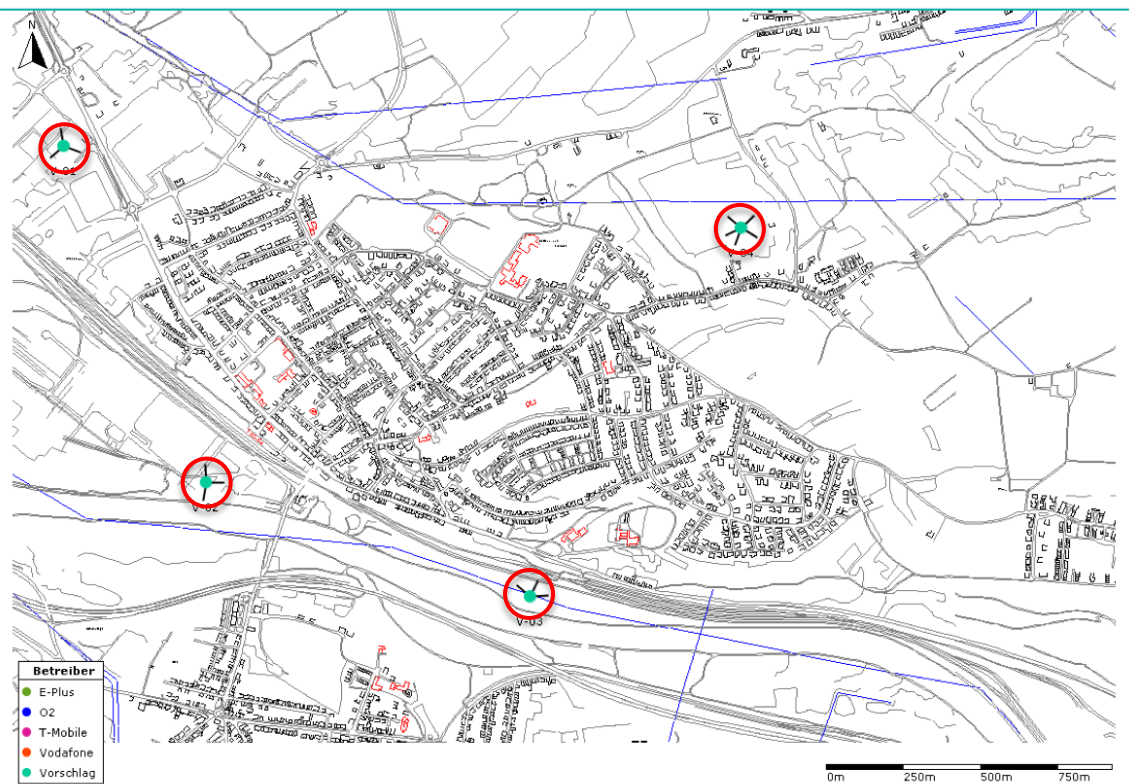 N
V-01
V-04
V-02
V-03
Betreiber
E-Plus
O2
T-Mobile
Vodafone
Vorschlag
0m 250m 500m 750m